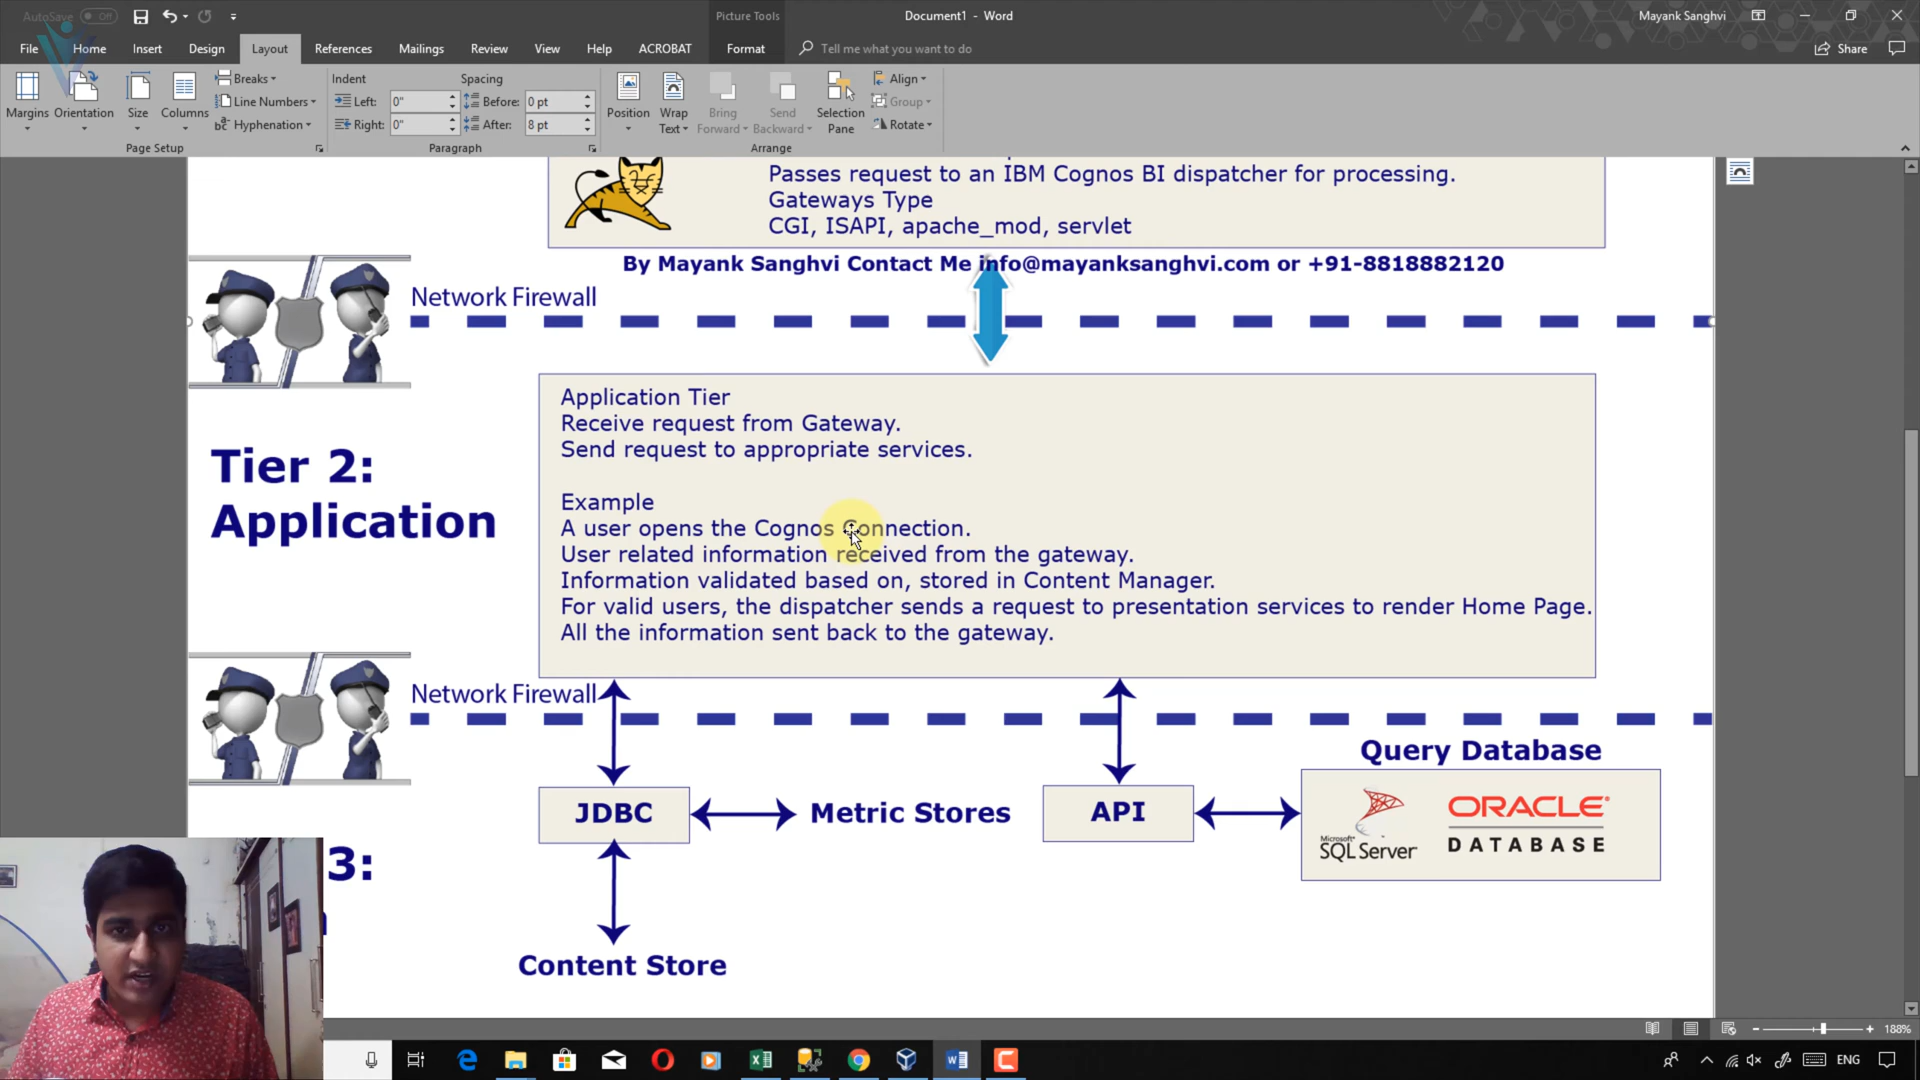 AutoSave Off
Picture Tools
Document1 - Word
Mayank Sanghvi
File Home Insert Design Layout References Mailings Review View Help ACROBAT Format Tell me what you want to do Share
Margins Orientation Size Columns
Breaks
Line Numbers
Hyphenation
Page Setup
Indent
Left: 0"
Right: 0"
Spacing
Before: 0 pt
After: 8 pt
Paragraph
Position Wrap Text Bring Forward Send Backward Selection Pane
Align
Group
Rotate
Arrange
Passes request to an IBM Cognos BI dispatcher for processing.
Gateways Type
CGI, ISAPI, apache_mod, servlet
By Mayank Sanghvi Contact Me info@mayanksanghvi.com or +91-8818882120
Network Firewall
Tier 2:
Application
Application Tier
Receive request from Gateway.
Send request to appropriate services.
Example
A user opens the Cognos Connection.
User related information received from the gateway.
Information validated based on, stored in Content Manager.
For valid users, the dispatcher sends a request to presentation services to render Home Page.
All the information sent back to the gateway.
Network Firewall
Query Database
JDBC
Metric Stores
API
Microsoft
SQL Server
ORACLE
DATABASE
3:
Content Store
188%
ENG